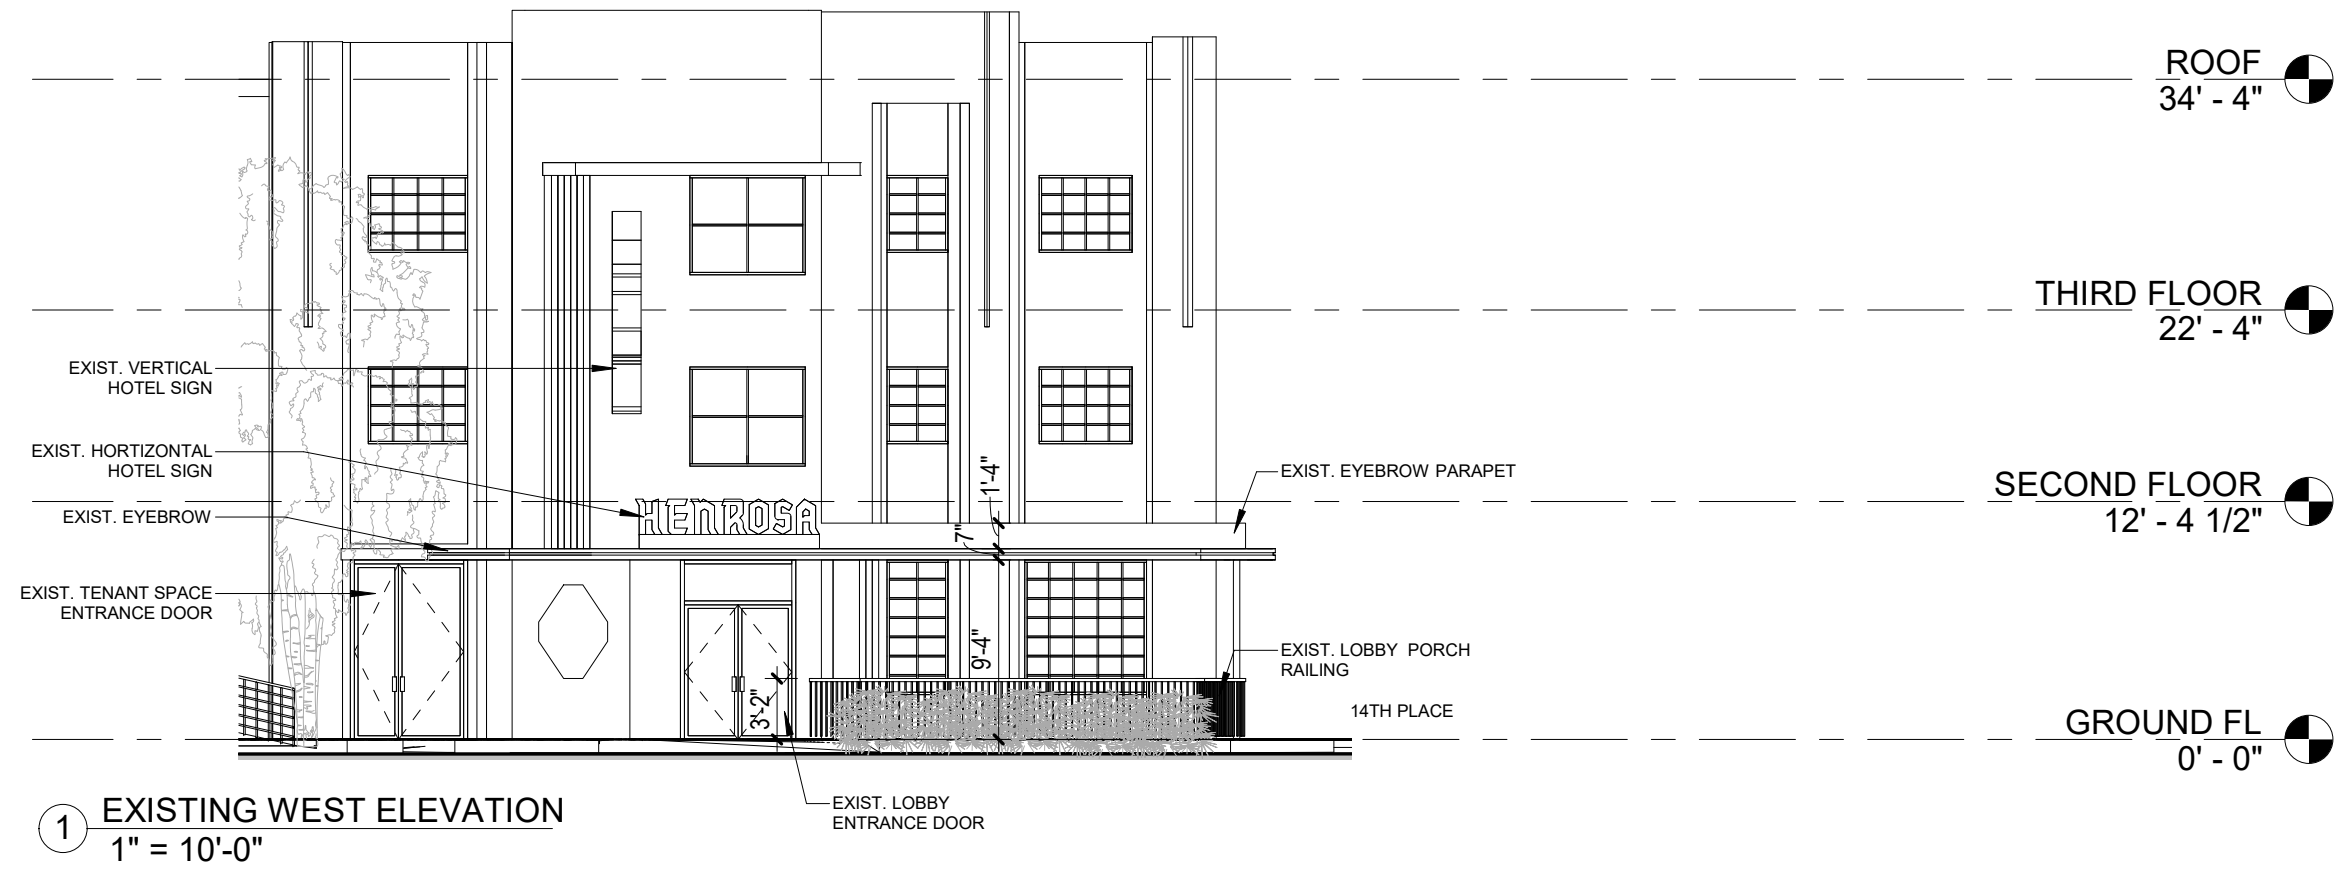 ROOF
34' - 4"
THIRD FLOOR
22' - 4"
EXIST. VERTICAL
HOTEL SIGN
EXIST. HORTIZONTAL
HOTEL SIGN
1'-4"
EXIST. EYEBROW PARAPET
SECOND FLOOR
12' - 4 1/2"
HENROSA
EXIST. EYEBROW
7"
EXIST. TENANT SPACE
ENTRANCE DOOR
9'-4"
EXIST. LOBBY PORCH
RAILING
3'-2"
14TH PLACE
GROUND FL
0' - 0"
EXIST. LOBBY
ENTRANCE DOOR
1 EXISTING WEST ELEVATION
1" = 10'-0"